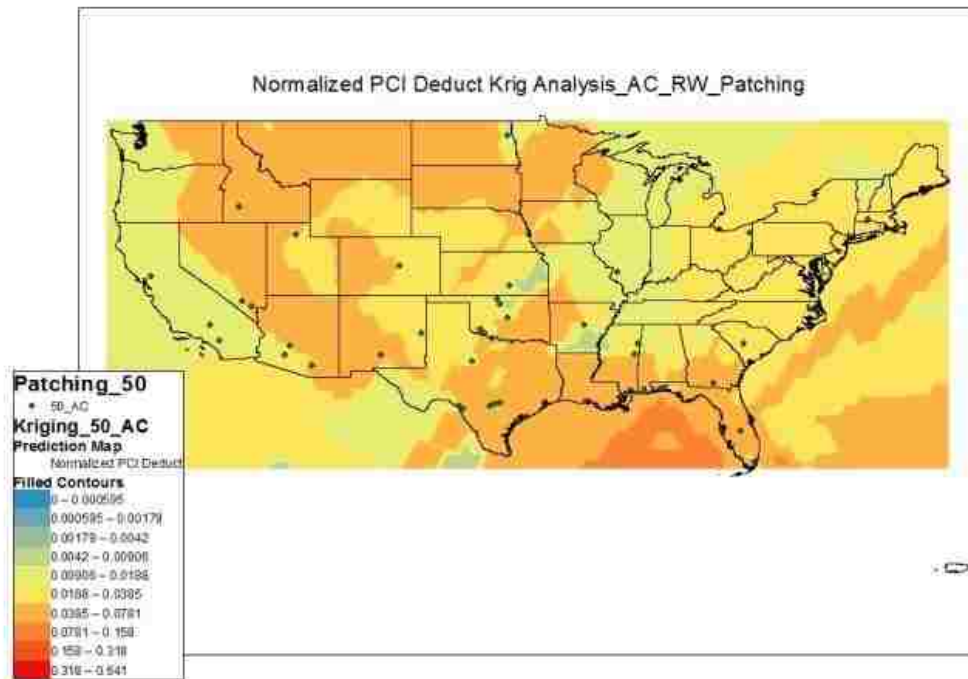 Normalized PCI Deduct Krig Analysis_AC_RW_Patching
Patching_50
50_AC
Kriging_50_AC
Prediction Map
Normalized PCI Deduct
Filled Contours
0 – 0.000595
0.000595 – 0.00179
0.00179 – 0.0042
0.0042 – 0.00906
0.00906 – 0.0188
0.0188 – 0.0385
0.0385 – 0.0781
0.0781 – 0.158
0.158 – 0.318
0.318 – 0.641